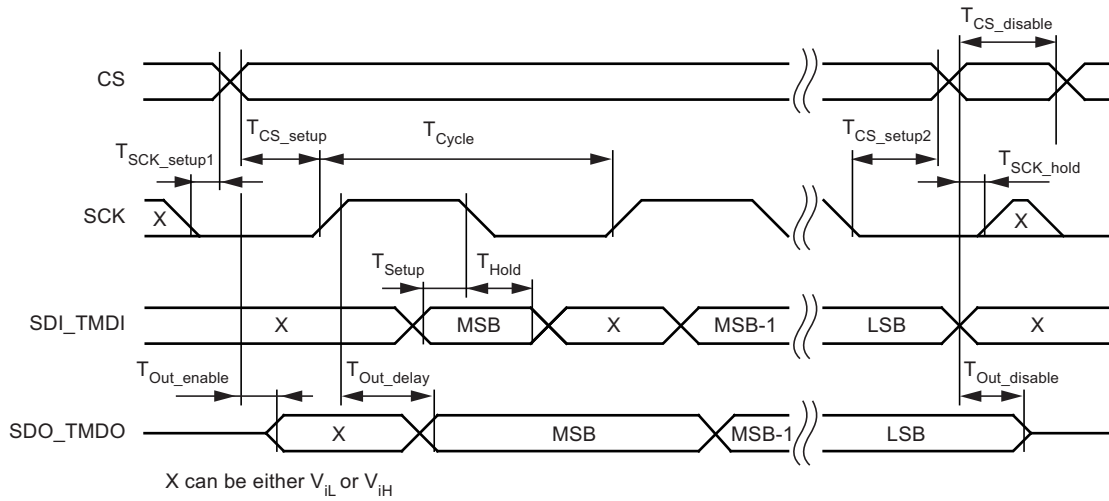 T_CS_disable
CS
T_CS_setup
T_Cycle
T_CS_setup2
T_SCK_setup1
T_SCK_hold
SCK
X
X
T_Setup
T_Hold
SDI_TMDI
X
MSB
X
MSB-1
LSB
X
T_Out_enable
T_Out_delay
T_Out_disable
SDO_TMDO
X
MSB
MSB-1
LSB
X can be either V_iL or V_iH